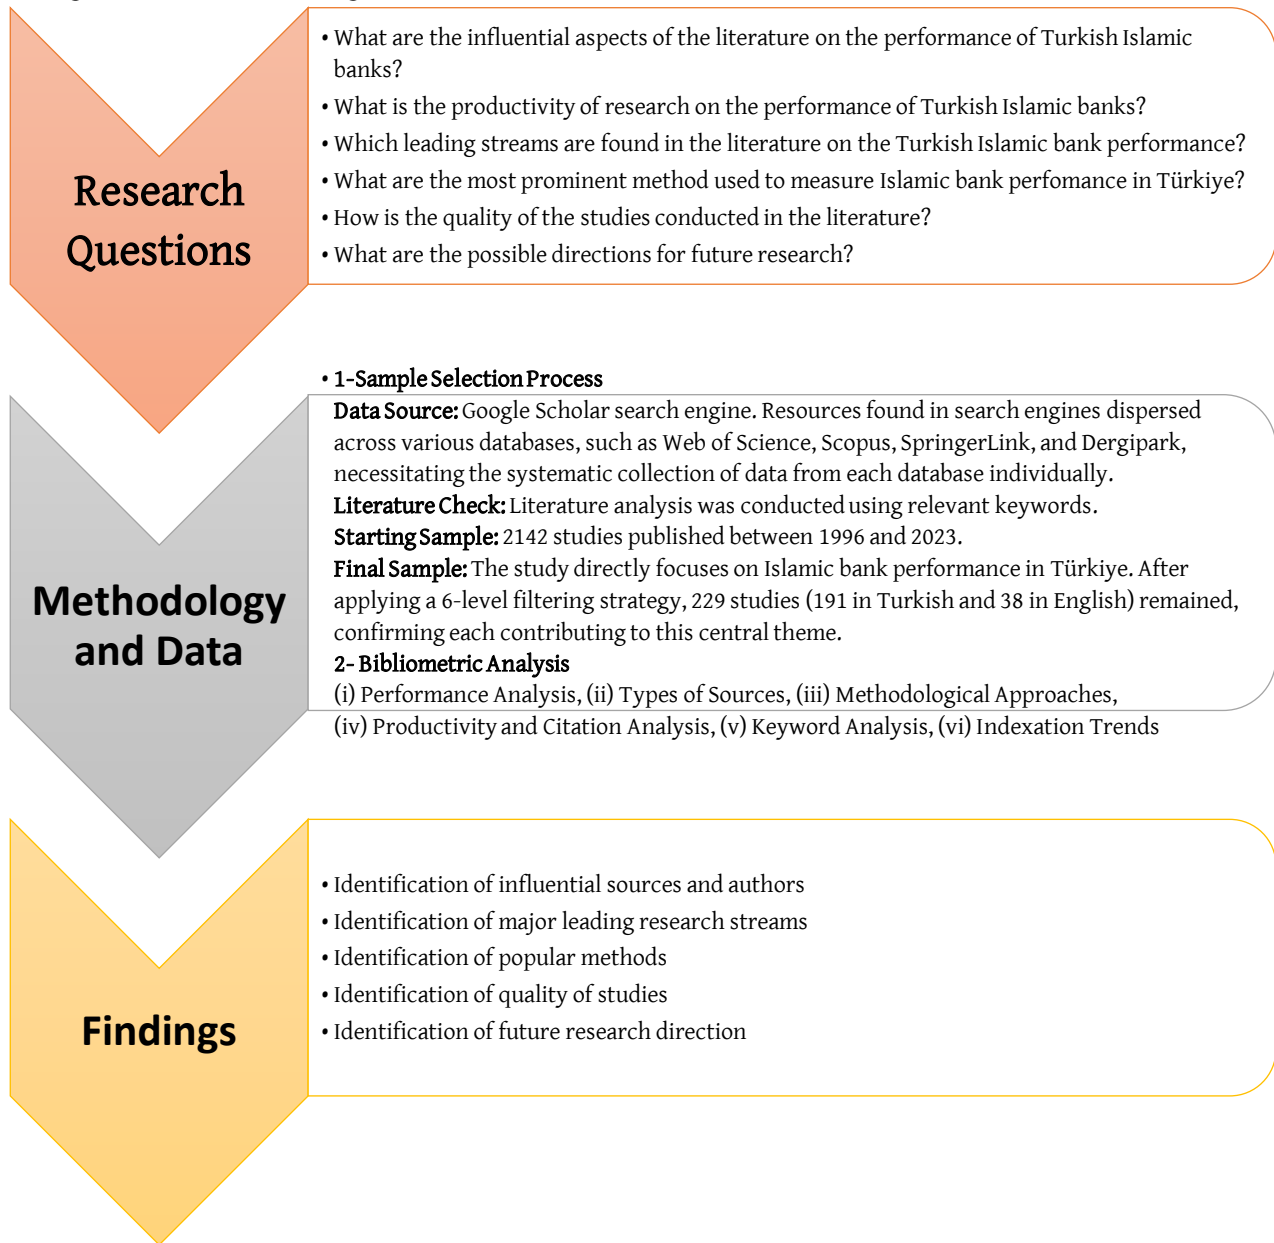 Research
Questions
• What are the influential aspects of the literature on the performance of Turkish Islamic
banks?
• What is the productivity of research on the performance of Turkish Islamic banks?
• Which leading streams are found in the literature on the Turkish Islamic bank performance?
• What are the most prominent method used to measure Islamic bank perfomance in Türkiye?
• How is the quality of the studies conducted in the literature?
• What are the possible directions for future research?
Methodology
and Data
• 1-Sample Selection Process
Data Source: Google Scholar search engine. Resources found in search engines dispersed
across various databases, such as Web of Science, Scopus, SpringerLink, and Dergipark,
necessitating the systematic collection of data from each database individually.
Literature Check: Literature analysis was conducted using relevant keywords.
Starting Sample: 2142 studies published between 1996 and 2023.
Final Sample: The study directly focuses on Islamic bank performance in Türkiye. After
applying a 6-level filtering strategy, 229 studies (191 in Turkish and 38 in English) remained,
confirming each contributing to this central theme.
2- Bibliometric Analysis
(i) Performance Analysis, (ii) Types of Sources, (iii) Methodological Approaches,
(iv) Productivity and Citation Analysis, (v) Keyword Analysis, (vi) Indexation Trends
Findings
• Identification of influential sources and authors
• Identification of major leading research streams
• Identification of popular methods
• Identification of quality of studies
• Identification of future research direction